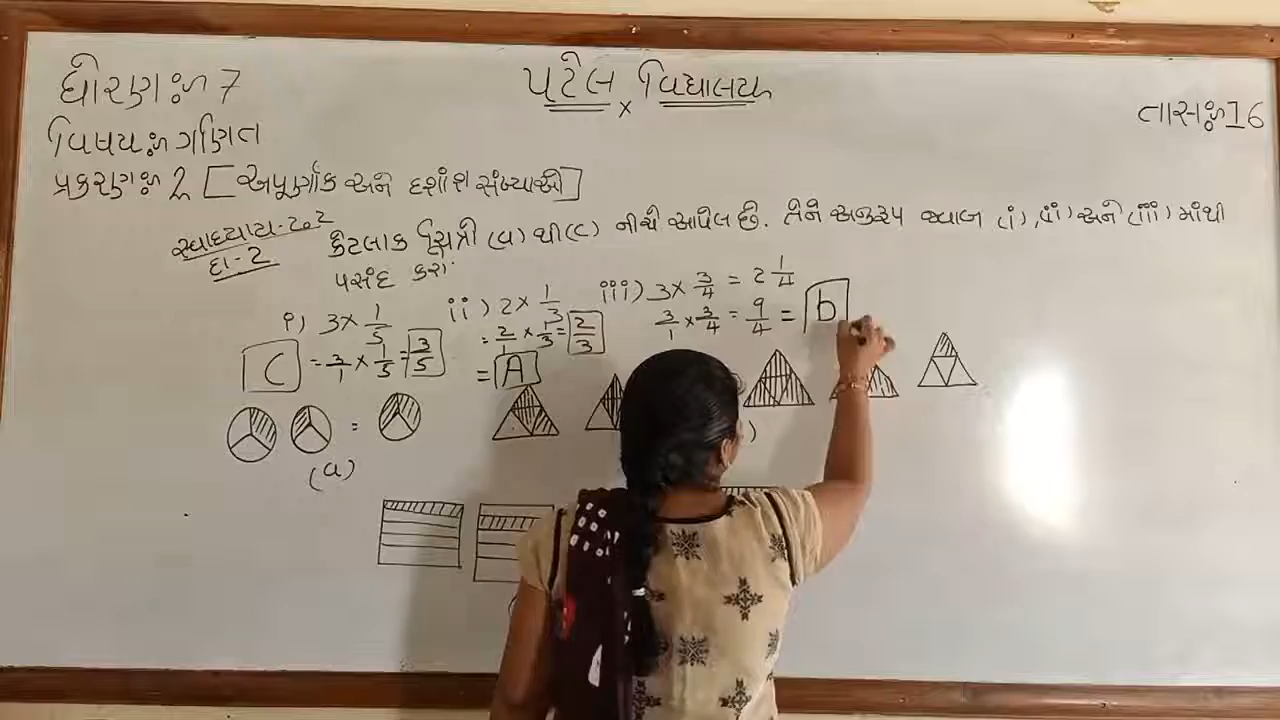 પટેલ વિદ્યાલય
x
ધોરણઃ 7
વિષયઃ ગણિત
તાસઃ 16
પ્રકરણઃ 2 [અપૂર્ણાંક અને દશાંશ સંખ્યાઓ]
સ્વાધ્યાય-2.2
દા-2
કેટલાક ચિત્રો (a) થી (c) નીચે આપેલ છે. તેને અનુરૂપ જવાબ (i), (ii) અને (iii) માંથી
પસંદ કરો.
i) 3 × 1/5
= 3/1 × 1/5 = 3/5
C
ii) 2 × 1/3
= 2/1 × 1/3 = 2/3
= A
iii) 3 × 3/4 = 2 1/4
3/1 × 3/4 = 9/4 = b
=
(a)